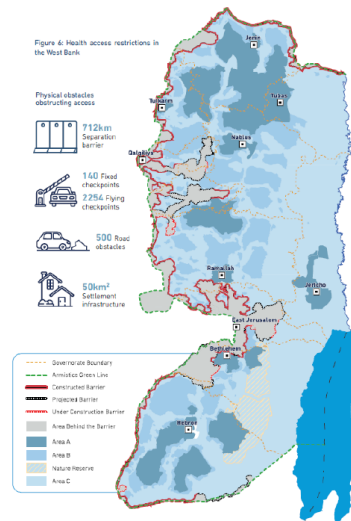 Figure 6: Health access restrictions in
the West Bank
Physical obstacles
obstructing access
712km
Separation
barrier
140 Fixed
checkpoints
2254 Flying
checkpoints
500 Road
obstacles
50km²
Settlement
infrastructure
Jenin
Tubas
Tulkarm
Nablus
Qalqiliya
Ramallah
Jericho
East Jerusalem
Bethlehem
Hebron
Governorate Boundary
Armistice Green Line
Constructed Barrier
Projected Barrier
Under Construction Barrier
Area Behind the Barrier
Area A
Area B
Nature Reserve
Area C